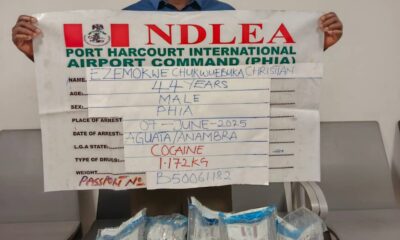 NDLEA
PORT HARCOURT INTERNATIONAL
AIRPORT COMMAND (PHIA)
NAME: EZEMOKWE CHUKWUEBUKA CHRISTIAN
AGE: 44 YEARS
SEX: MALE
PLACE OF ARREST: PHIA
DATE OF ARREST: 07-JUNE-2025
L.G.A STATE: AGUATA/ANAMBRA
TYPE OF DRUG: COCAINE
WEIGHT 1.172KG
PASSPORT NO B50061182